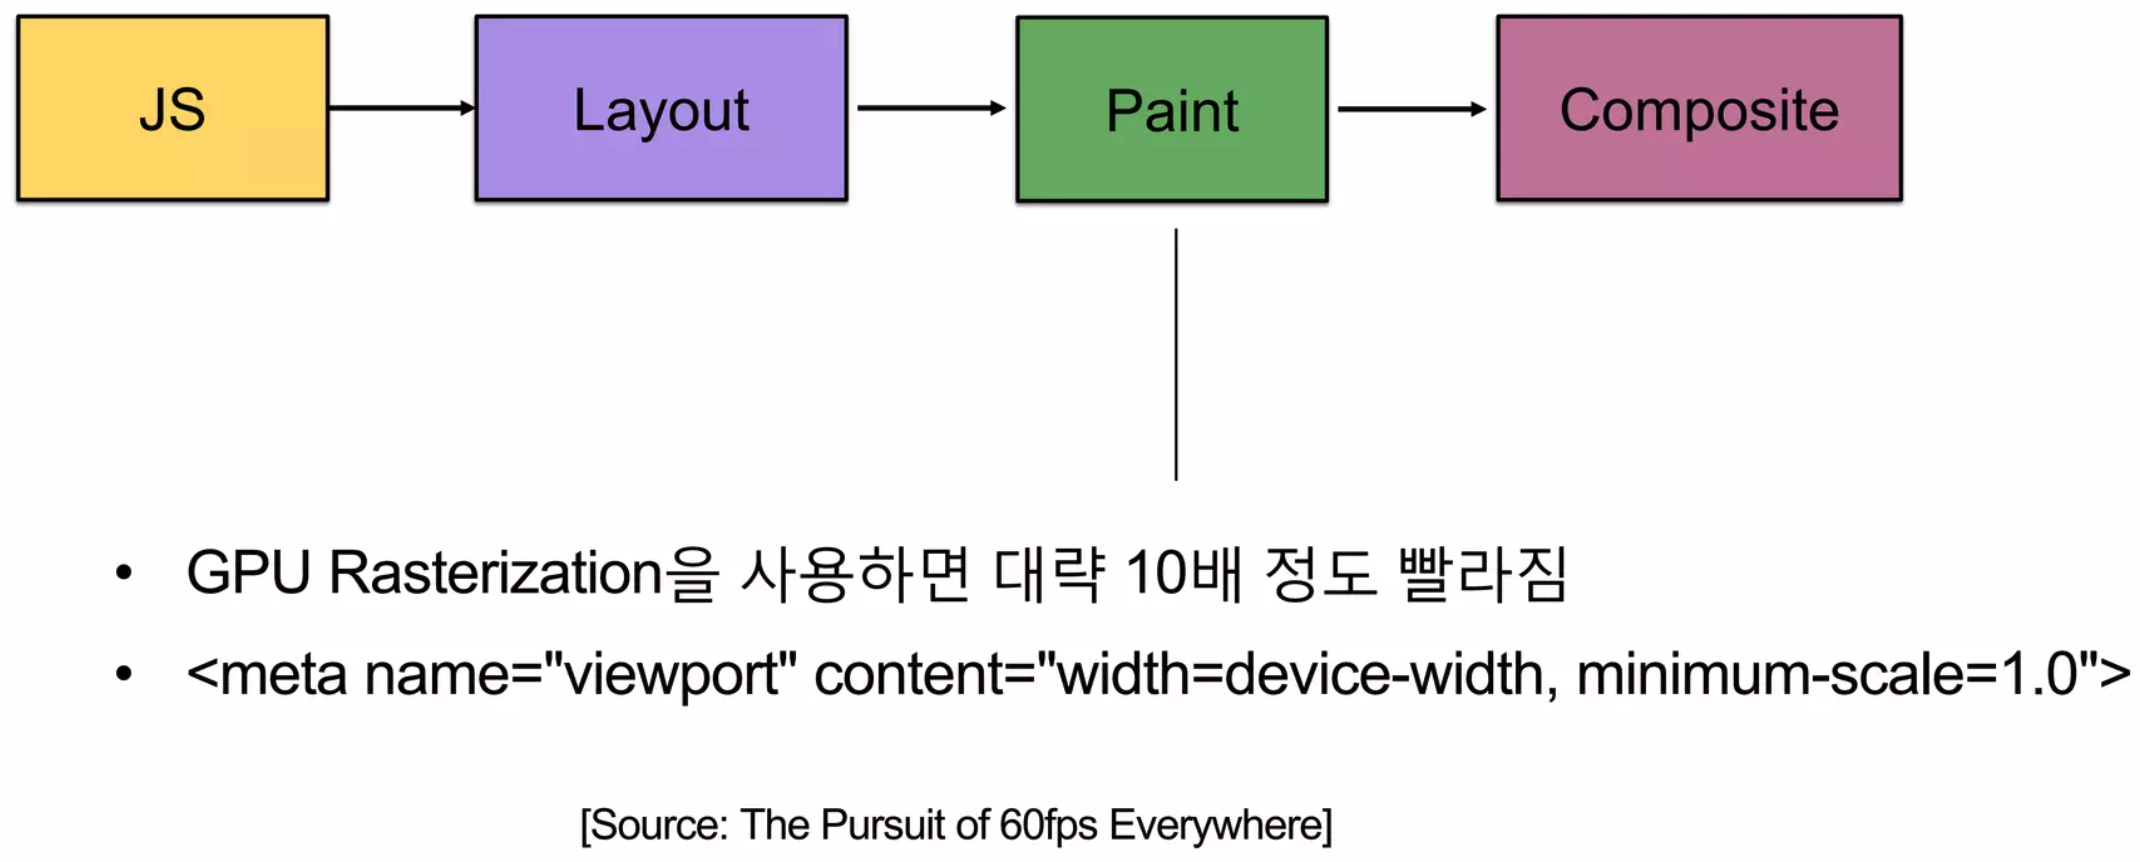 JS
Layout
Paint
Composite
• GPU Rasterization을 사용하면 대략 10배 정도 빨라짐
• <meta name="viewport" content="width=device-width, minimum-scale=1.0">
[Source: The Pursuit of 60fps Everywhere]